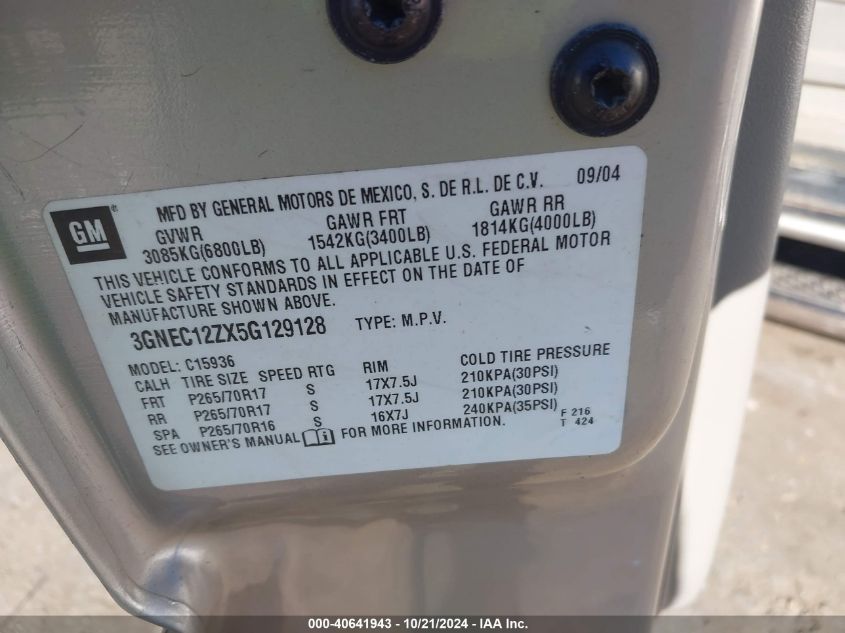 MFD BY GENERAL MOTORS DE MEXICO, S. DE R.L. DE C.V. 09/04
GM
GVWR GAWR FRT GAWR RR
3085KG(6800LB) 1542KG(3400LB) 1814KG(4000LB)
THIS VEHICLE CONFORMS TO ALL APPLICABLE U.S. FEDERAL MOTOR
VEHICLE SAFETY STANDARDS IN EFFECT ON THE DATE OF
MANUFACTURE SHOWN ABOVE.
3GNEC12ZX5G129128 TYPE: M.P.V.
MODEL: C15936
CALH TIRE SIZE SPEED RTG RIM COLD TIRE PRESSURE
FRT P265/70R17 S 17X7.5J 210KPA(30PSI)
RR P265/70R17 S 17X7.5J 210KPA(30PSI)
SPA P265/70R16 S 16X7J 240KPA(35PSI)
SEE OWNER'S MANUAL FOR MORE INFORMATION.
F 216
T 424
000-40641943 - 10/21/2024 - IAA Inc.